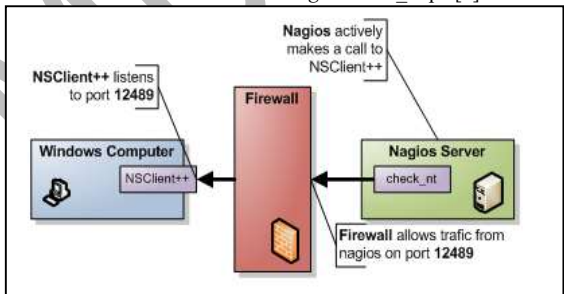 Nagios actively
makes a call to
NSClient++
NSClient++ listens
to port 12489
Firewall
Windows Computer
NSClient++
Nagios Server
check_nt
Firewall allows trafic from
nagios on port 12489